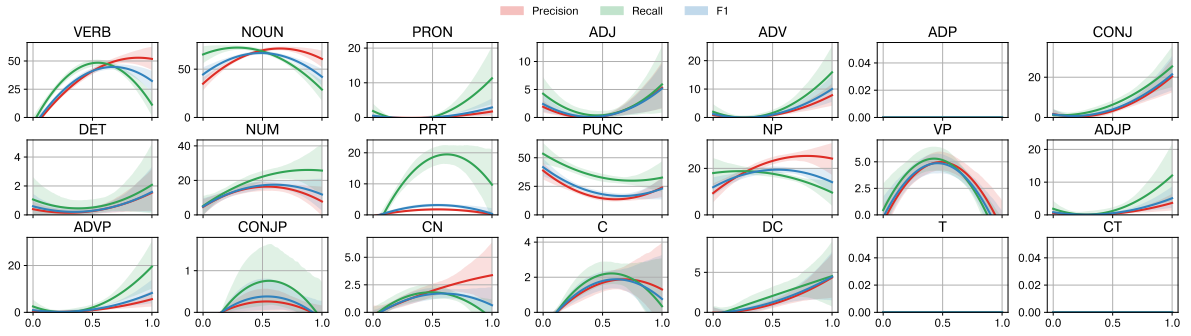 Precision Recall F1
VERB NOUN PRON ADJ ADV ADP CONJ
50 0
50
20 10 0
10 5 0
20 10 0
0.04 0.02 0.00
20 0
DET NUM PRT PUNC NP VP ADJP
4 2 0
40 20 0
20 10 0
50 25 0
20 0
5.0 2.5 0.0
20 10 0
ADVP CONJP CN C DC T CT
20 0
1 0
5.0 2.5 0.0
4 2 0
5 0
0.04 0.02 0.00
0.04 0.02 0.00
0.0 0.5 1.0 0.0 0.5 1.0 0.0 0.5 1.0 0.0 0.5 1.0 0.0 0.5 1.0 0.0 0.5 1.0 0.0 0.5 1.0